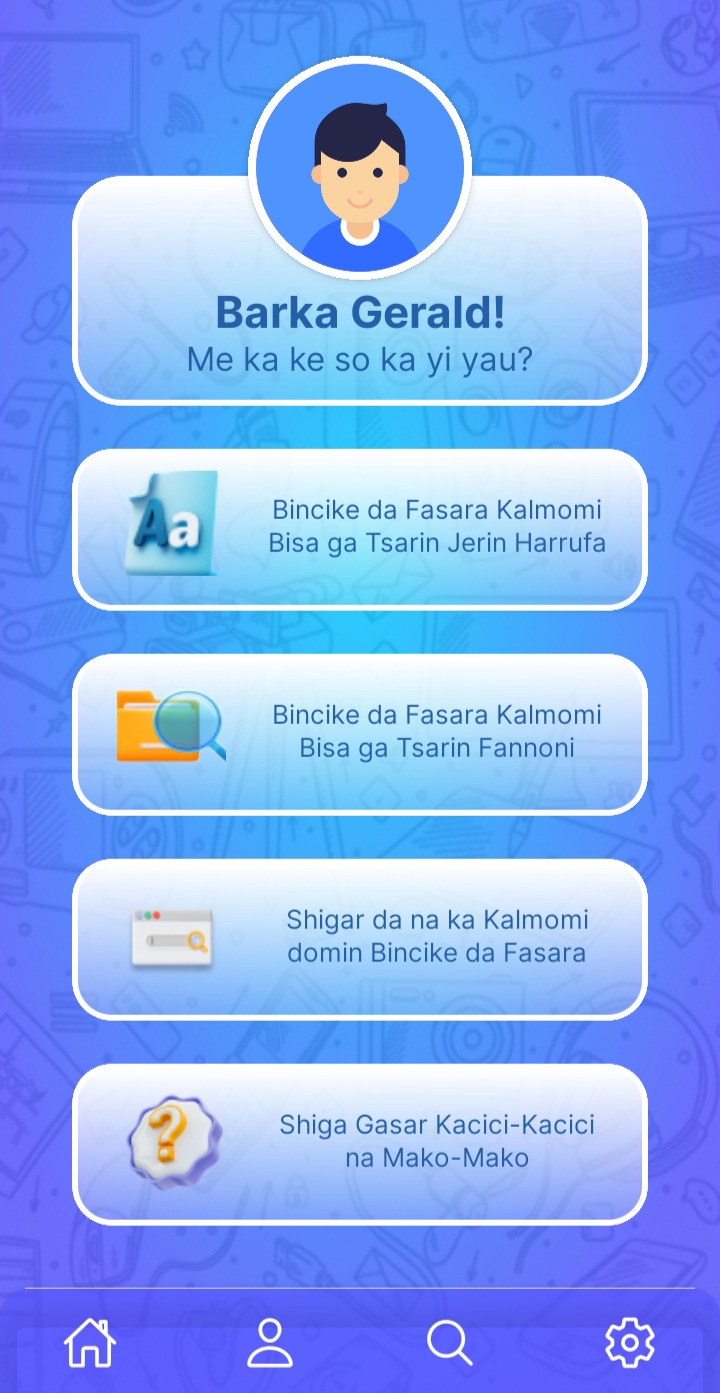 Barka Gerald!
Me ka ke so ka yi yau?
Aa
Bincike da Fasara Kalmomi
Bisa ga Tsarin Jerin Harrufa
Bincike da Fasara Kalmomi
Bisa ga Tsarin Fannoni
Shigar da na ka Kalmomi
domin Bincike da Fasara
?
Shiga Gasar Kacici-Kacici
na Mako-Mako